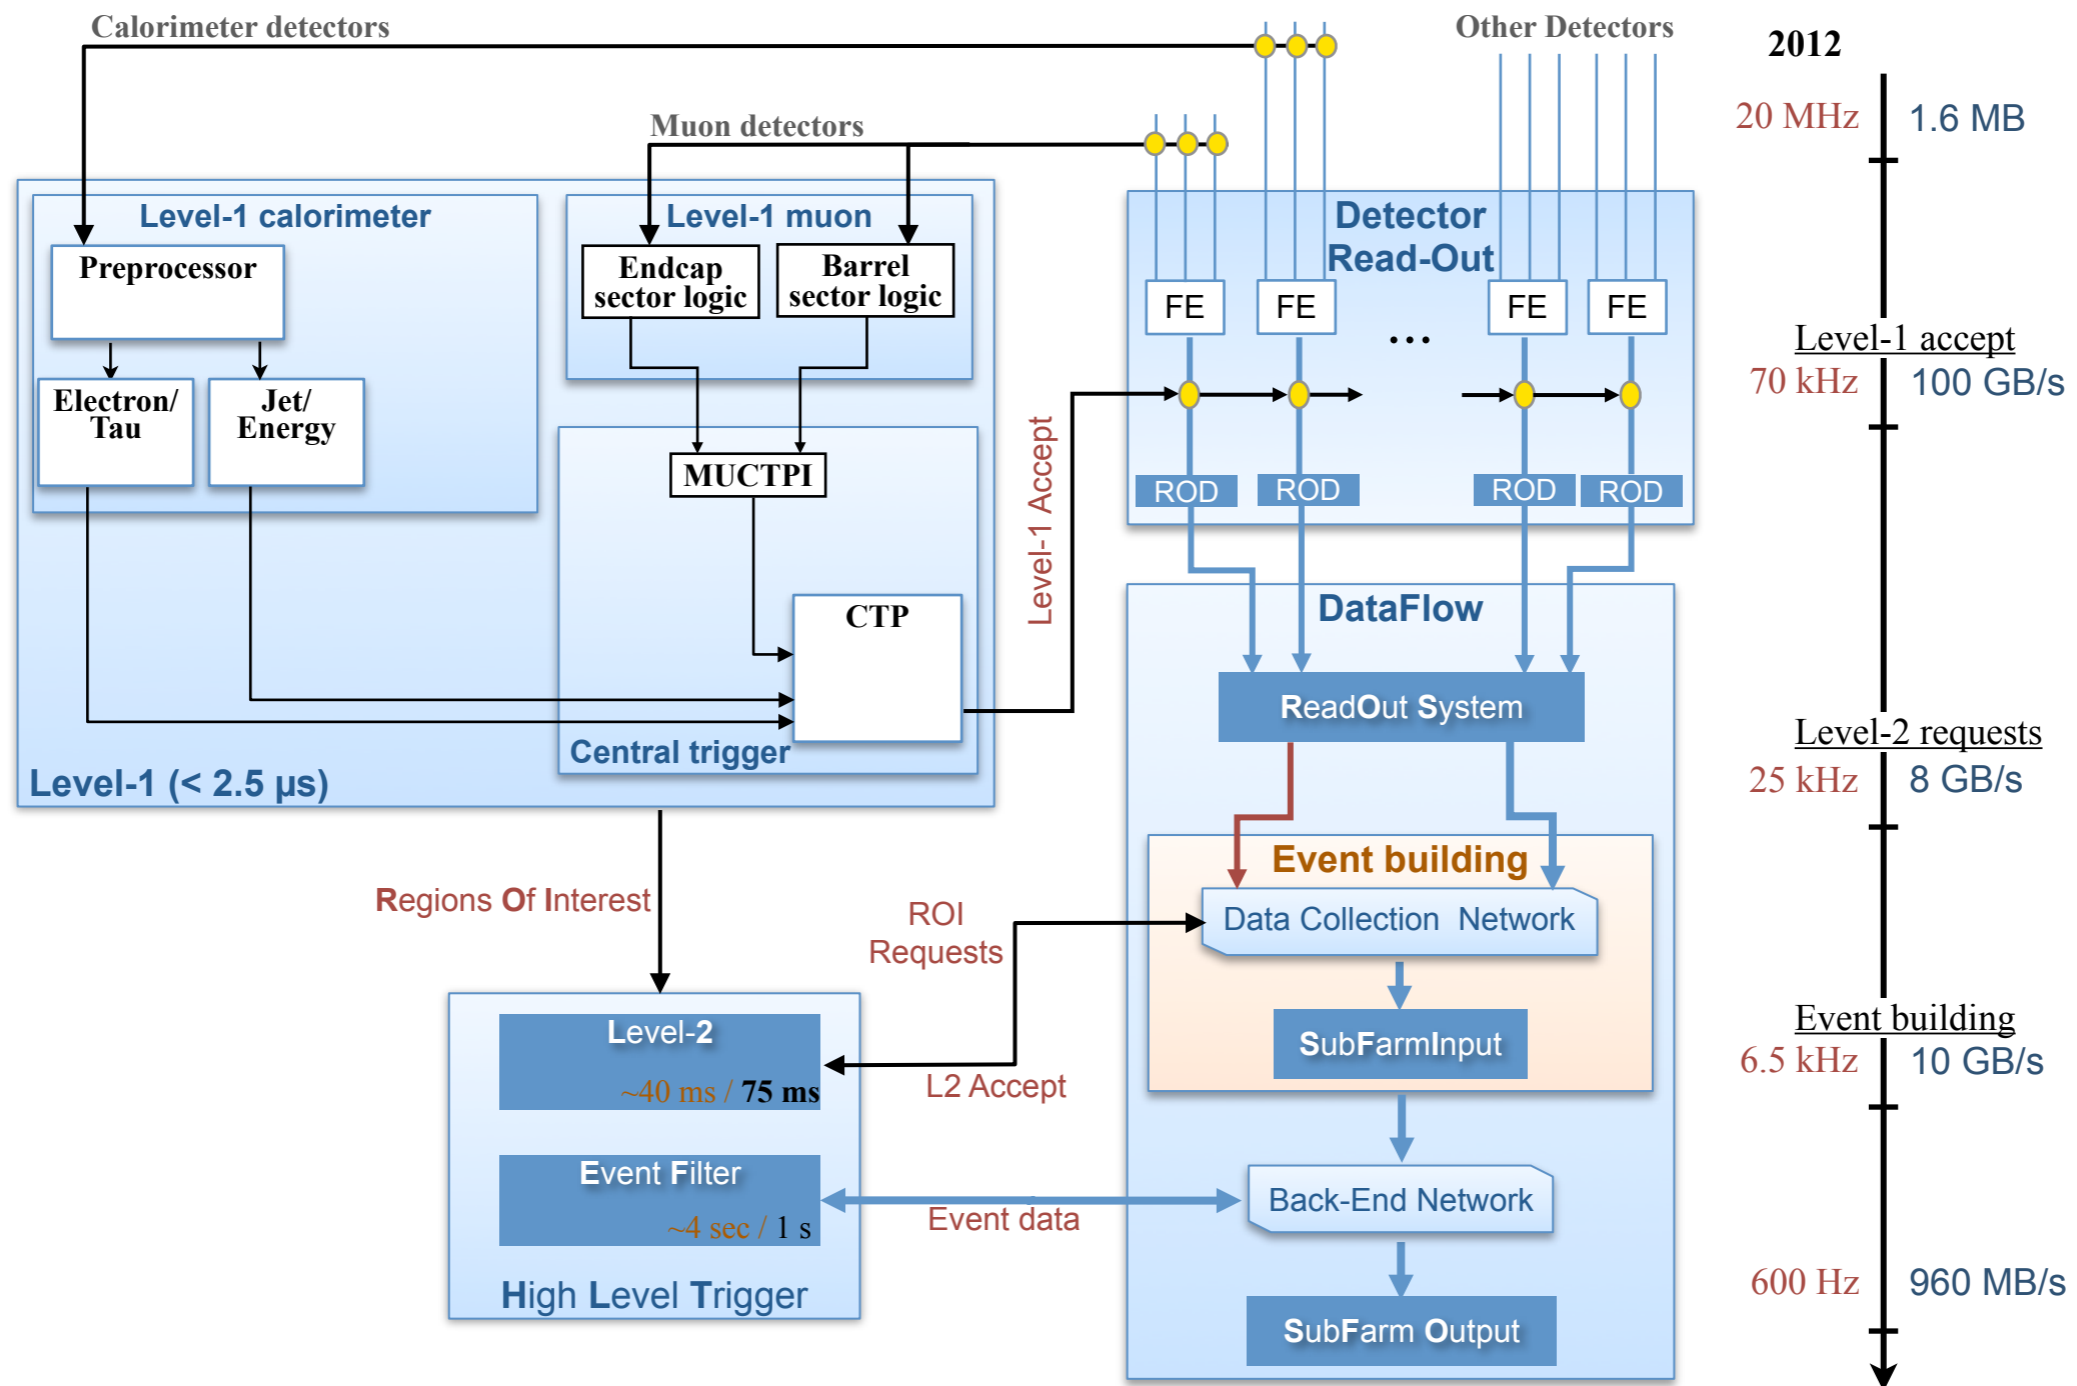 Calorimeter detectors
Other Detectors
2012
20 MHz
1.6 MB
Muon detectors
Level-1 calorimeter
Level-1 muon
Detector
Read-Out
Preprocessor
Endcap
sector logic
Barrel
sector logic
FE
FE
FE
FE
...
Level-1 accept
70 kHz
100 GB/s
Electron/
Tau
Jet/
Energy
MUCTPI
Level-1 Accept
ROD
ROD
ROD
ROD
CTP
DataFlow
ReadOut System
Central trigger
Level-1 (< 2.5 µs)
Level-2 requests
25 kHz
8 GB/s
Event building
Regions Of Interest
ROI
Requests
Data Collection Network
Level-2
~40 ms / 75 ms
L2 Accept
SubFarmInput
Event building
6.5 kHz
10 GB/s
Event Filter
~4 sec / 1 s
Event data
Back-End Network
High Level Trigger
SubFarm Output
600 Hz
960 MB/s